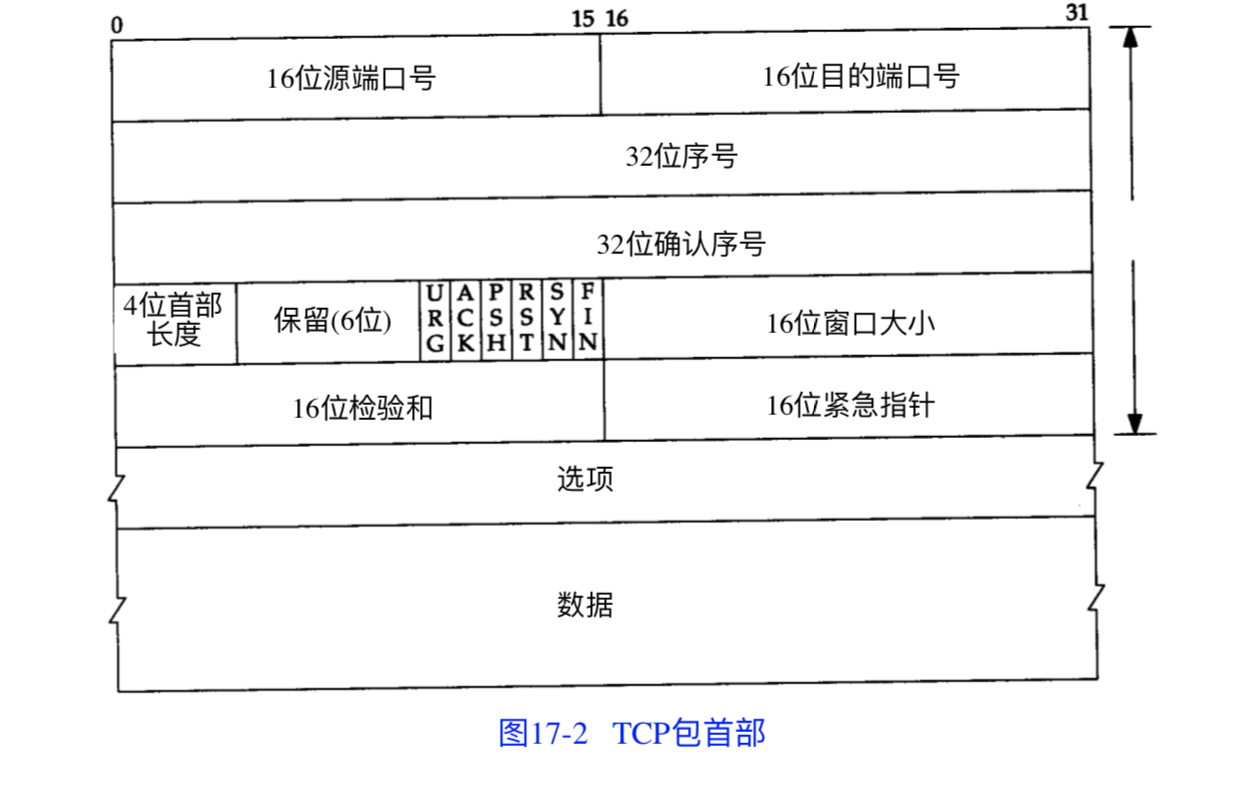 0 15 16 31
16位源端口号 16位目的端口号
32位序号
32位确认序号
4位首部
长度
保留(6位)
URG ACK PSH RST SYN FIN
16位窗口大小
16位检验和 16位紧急指针
选项
数据
图17-2 TCP包首部